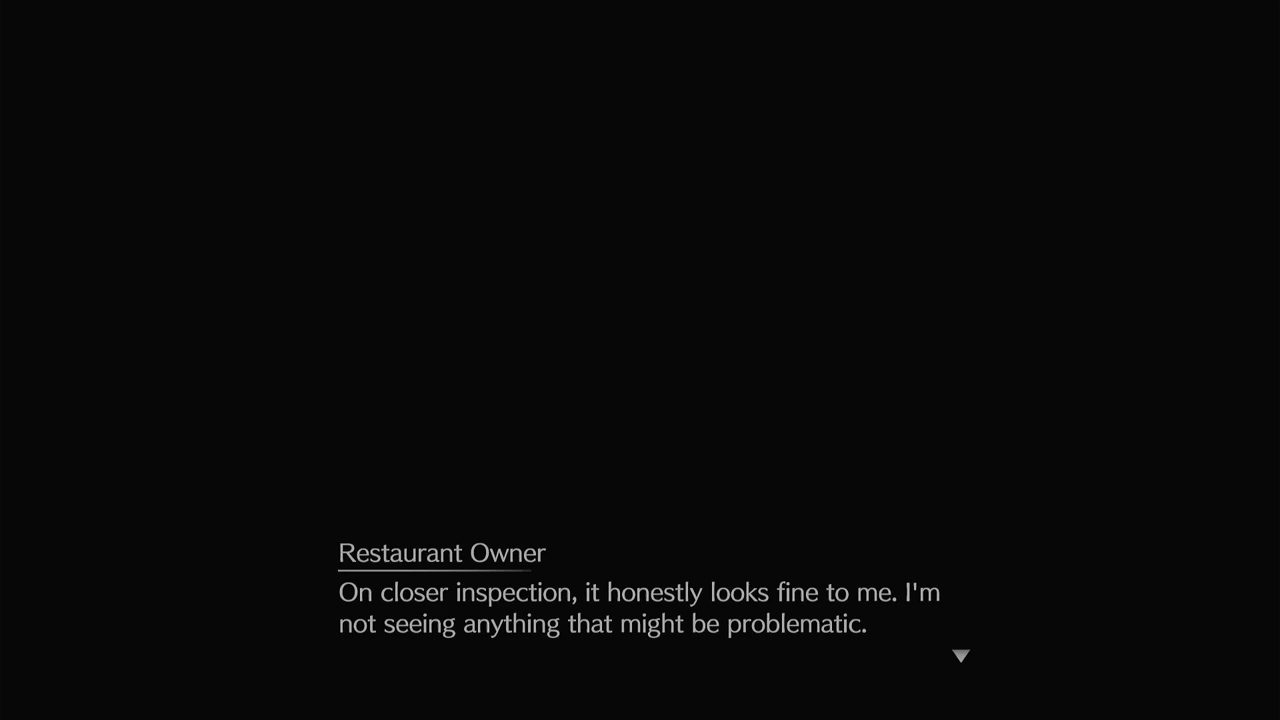 Restaurant Owner
On closer inspection, it honestly looks fine to me. I'm
not seeing anything that might be problematic.